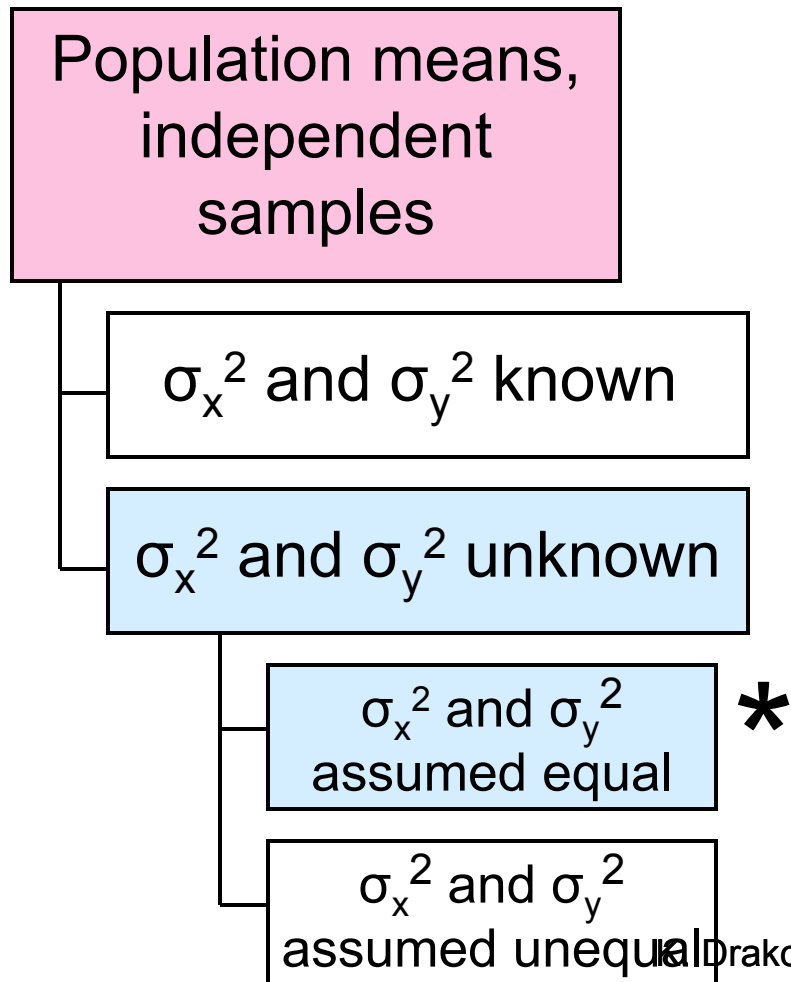 Population means,
independent
samples
σx² and σy² known
σx² and σy² unknown
σx² and σy²
assumed equal
*
σx² and σy²
assumed unequal